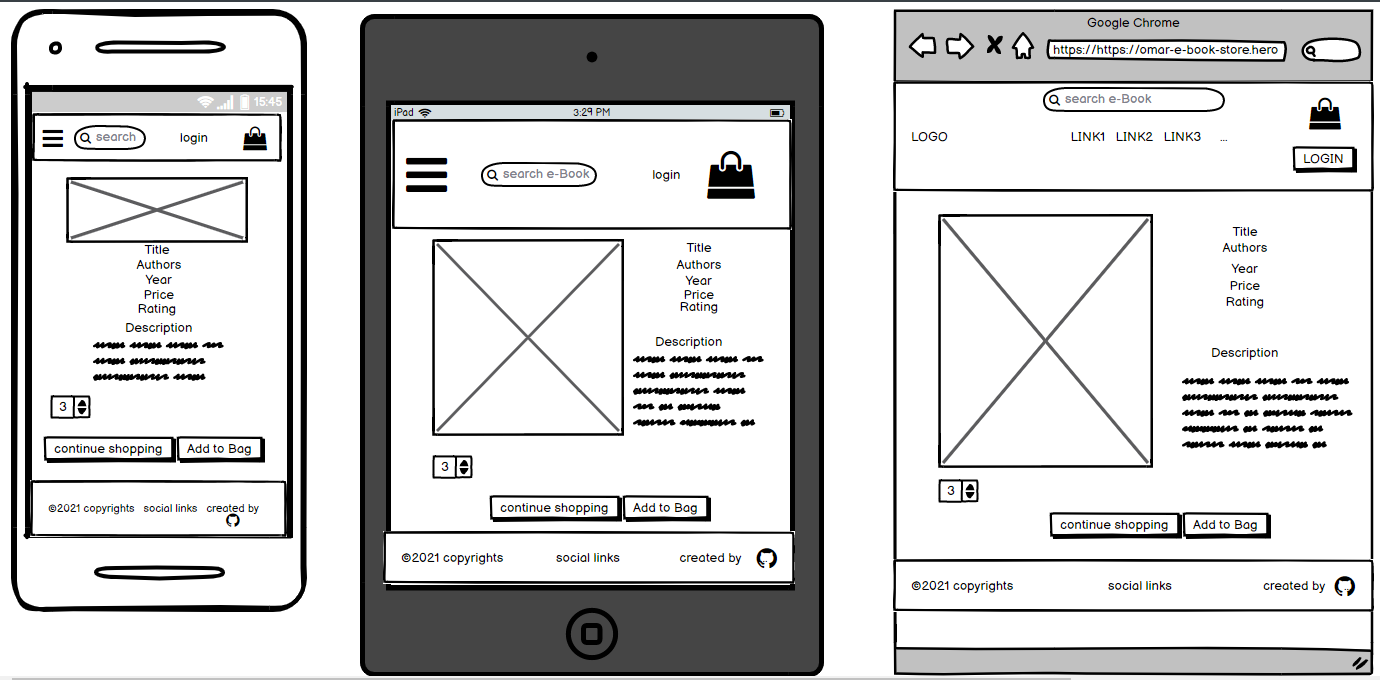 15:45
search
login
Title
Authors
Year
Price
Rating
Description
3
continue shopping
Add to Bag
©2021 copyrights social links created by
iPad
3:29 PM
search e-Book
login
Title
Authors
Year
Price
Rating
Description
3
continue shopping
Add to Bag
©2021 copyrights social links created by
Google Chrome
https://https://omar-e-book-store.hero
search e-Book
LOGO
LINK1 LINK2 LINK3 ...
LOGIN
Title
Authors
Year
Price
Rating
Description
3
continue shopping
Add to Bag
©2021 copyrights social links created by